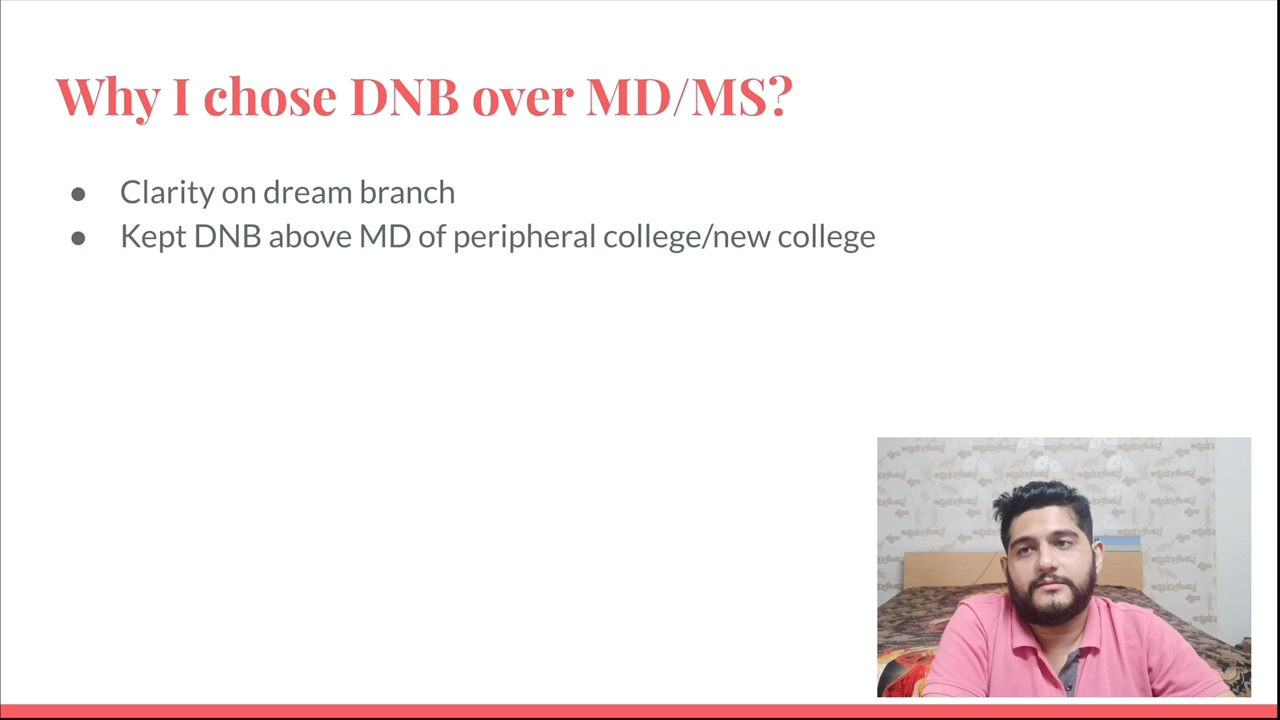 Why I chose DNB over MD/MS?
● Clarity on dream branch
● Kept DNB above MD of peripheral college/new college